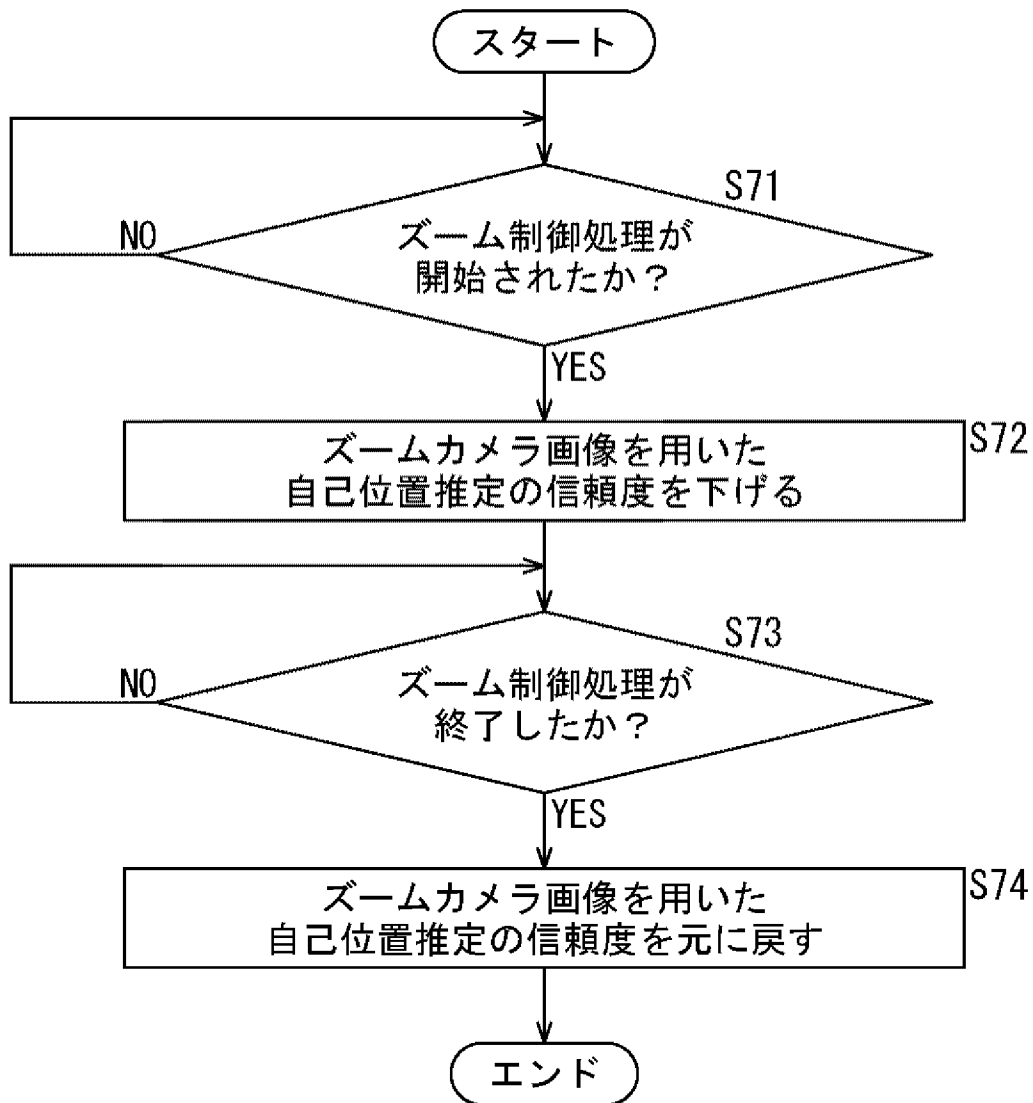 スタート
S71
ズーム制御処理が
開始されたか？
NO
YES
S72
ズームカメラ画像を用いた
自己位置推定の信頼度を下げる
S73
ズーム制御処理が
終了したか？
NO
YES
S74
ズームカメラ画像を用いた
自己位置推定の信頼度を元に戻す
エンド